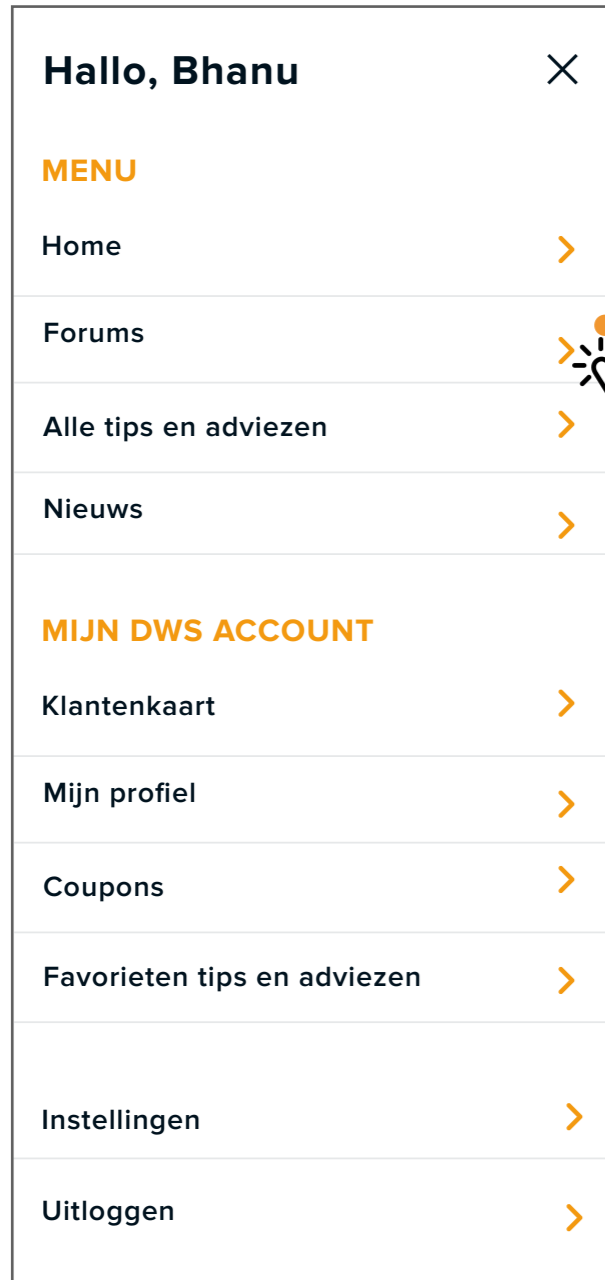 Hallo, Bhanu
MENU
Home
Forums
Alle tips en adviezen
Nieuws
MIJN DWS ACCOUNT
Klantenkaart
Mijn profiel
Coupons
Favorieten tips en adviezen
Instellingen
Uitloggen